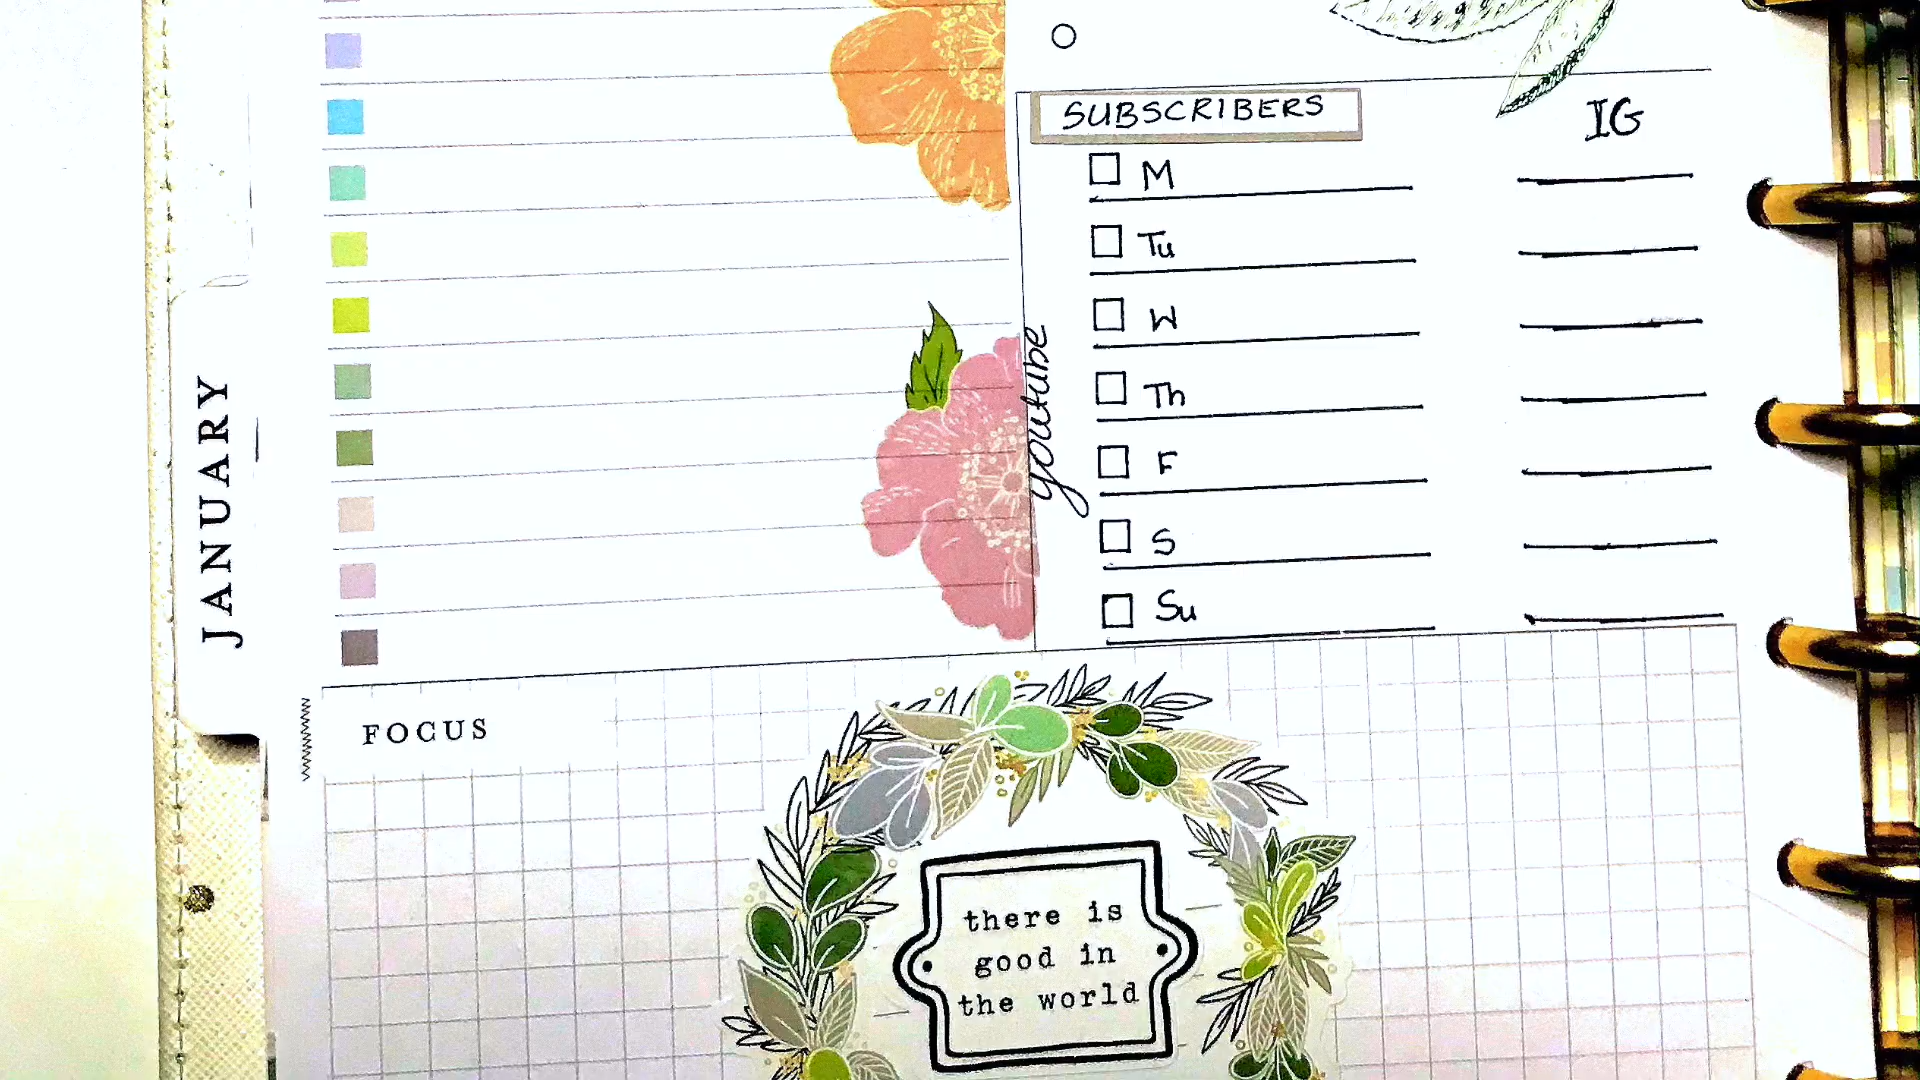 JANUARY
SUBSCRIBERS
IG
youtube
M
Tu
W
Th
F
S
Su
FOCUS
there is
good in
the world